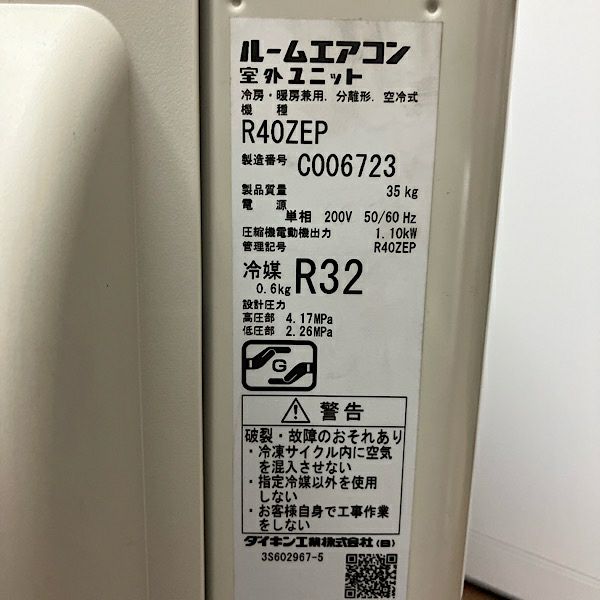 ルームエアコン
室外ユニット
冷房・暖房兼用. 分離形. 空冷式
機 種
R40ZEP
製造番号 C006723
製品質量 35 kg
電 源
単相 200V 50/60 Hz
圧縮機電動機出力 1.10kW
管理記号 R40ZEP
冷媒 R32
0.6kg
設計圧力
高圧部 4.17MPa
低圧部 2.26MPa
G
警告
破裂・故障のおそれあり
・冷凍サイクル内に空気
を混入させない
・指定冷媒以外を使用
しない
・お客様自身で工事作業
をしない
ダイキン工業株式会社(日)
3S602967-5